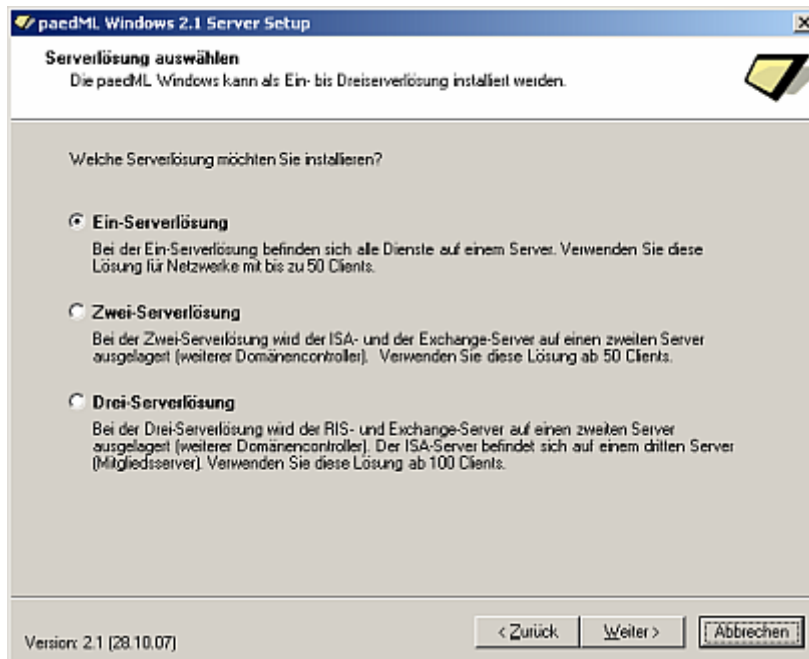 paedML Windows 2.1 Server Setup
Serverlösung auswählen
Die paedML Windows kann als Ein- bis Dreiserverlösung installiert werden.
Welche Serverlösung möchten Sie installieren?
Ein-Serverlösung
Bei der Ein-Serverlösung befinden sich alle Dienste auf einem Server. Verwenden Sie diese
Lösung für Netzwerke mit bis zu 50 Clients.
Zwei-Serverlösung
Bei der Zwei-Serverlösung wird der ISA- und der Exchange-Server auf einen zweiten Server
ausgelagert (weiterer Domänencontroller). Verwenden Sie diese Lösung ab 50 Clients.
Drei-Serverlösung
Bei der Drei-Serverlösung wird der RIS- und Exchange-Server auf einen zweiten Server
ausgelagert (weiterer Domänencontroller). Der ISA-Server befindet sich auf einem dritten Server
(Mitgliedsserver). Verwenden Sie diese Lösung ab 100 Clients.
Version: 2.1 (28.10.07)
< Zurück
Weiter >
Abbrechen